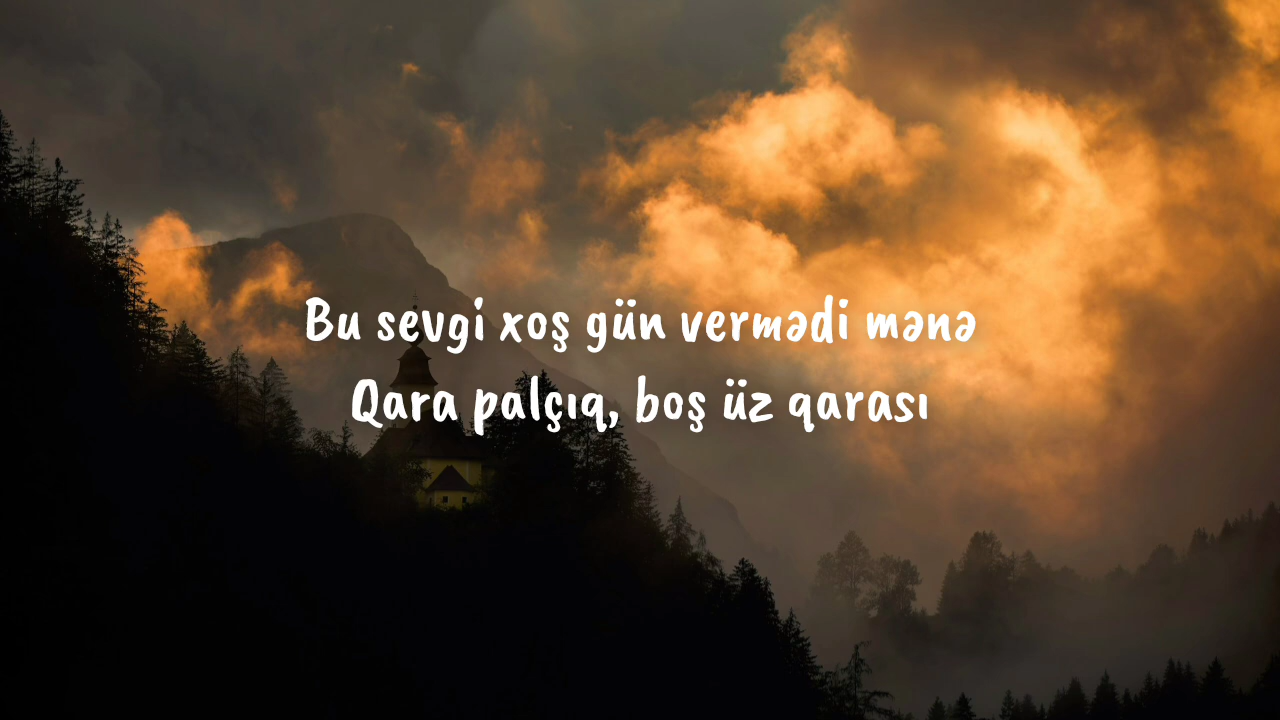 Bu sevgi xoş gün vermədi mənə
Qara palçıq, boş üz qarası